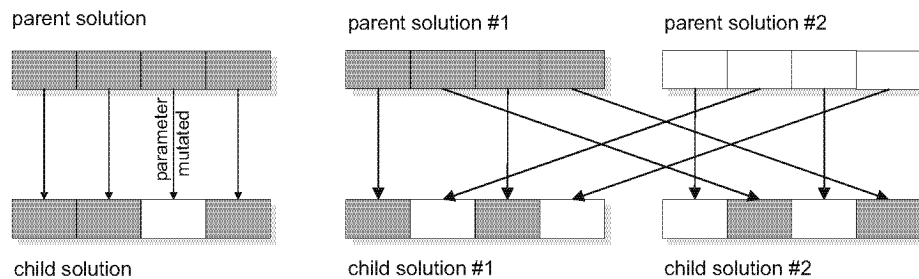 parent solution
parent solution #1
parent solution #2
parameter
mutated
child solution
child solution #1
child solution #2